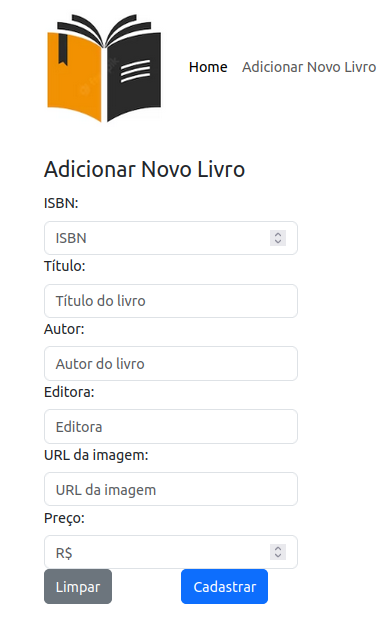 Home Adicionar Novo Livro
Adicionar Novo Livro
ISBN:
ISBN
Título:
Título do livro
Autor:
Autor do livro
Editora:
Editora
URL da imagem:
URL da imagem
Preço:
R$
Limpar Cadastrar